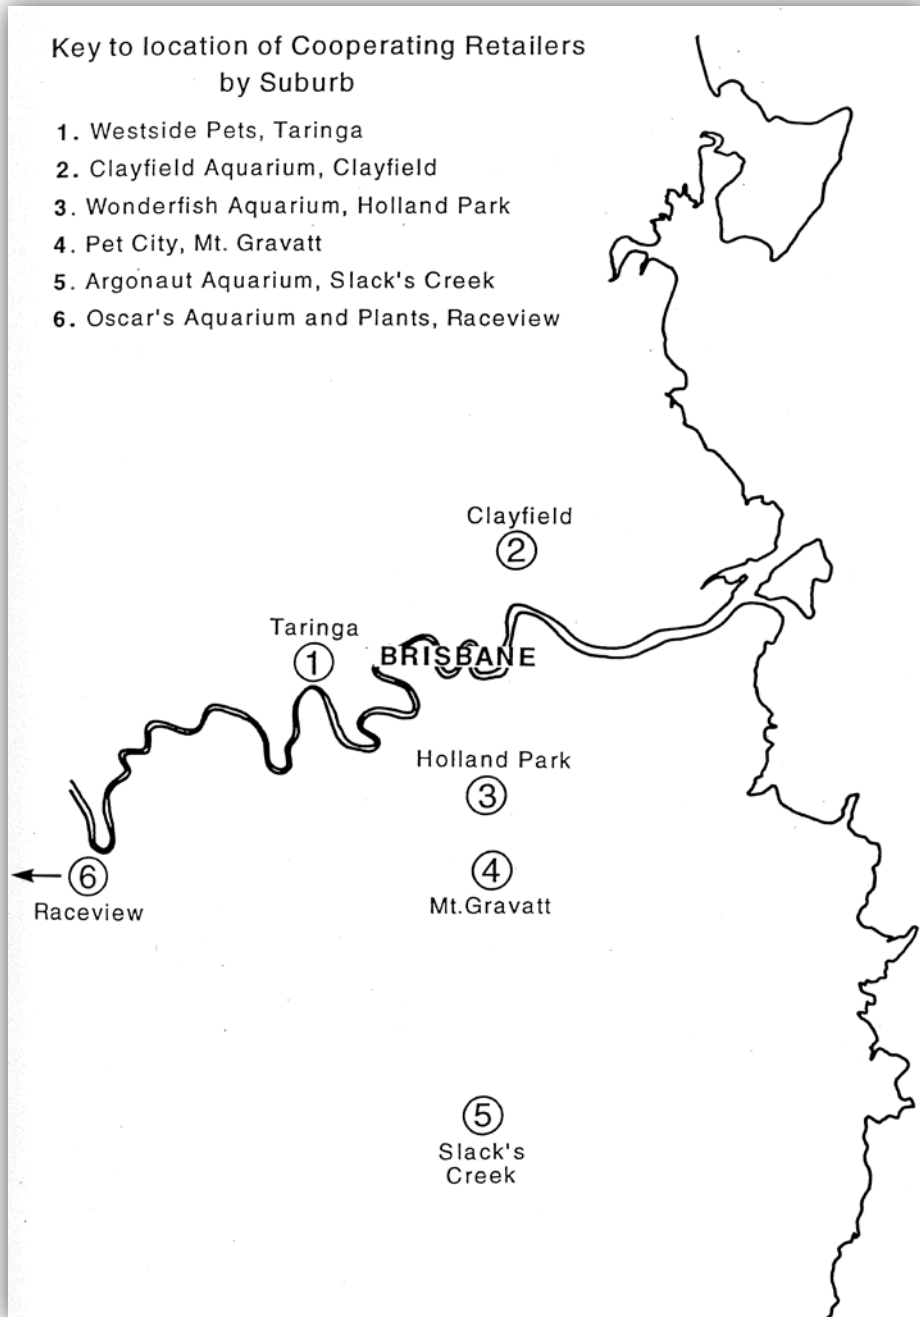 Key to location of Cooperating Retailers
by Suburb
1. Westside Pets, Taringa
2. Clayfield Aquarium, Clayfield
3. Wonderfish Aquarium, Holland Park
4. Pet City, Mt. Gravatt
5. Argonaut Aquarium, Slack's Creek
6. Oscar's Aquarium and Plants, Raceview
Clayfield
2
Taringa
1
BRISBANE
Holland Park
3
4
Mt.Gravatt
6
Raceview
5
Slack's
Creek